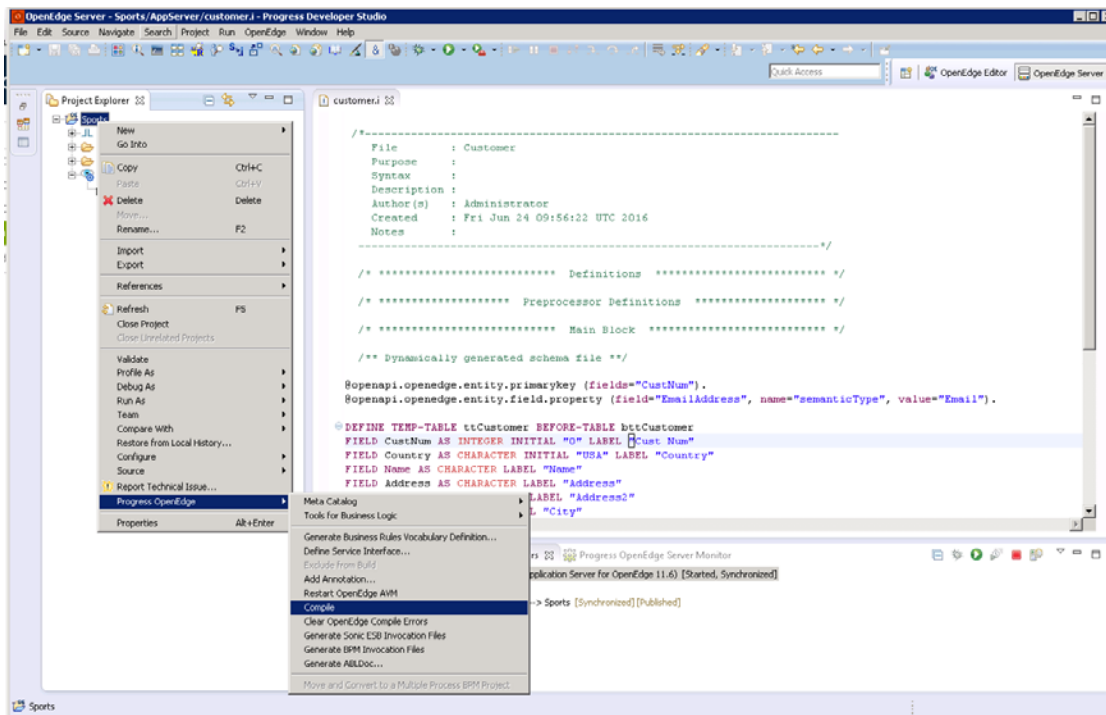 OpenEdge Server - Sports/AppServer/customer.i - Progress Developer Studio
File Edit Source Navigate Search Project Run OpenEdge Window Help
Quick Access
OpenEdge Editor
OpenEdge Server
Project Explorer
Sports
New
Go Into
Copy Ctrl+C
Paste Ctrl+V
Delete Delete
Move...
Rename... F2
Import
Export
References
Refresh F5
Close Project
Close Unrelated Projects
Validate
Profile As
Debug As
Run As
Team
Compare With
Restore from Local History...
Configure
Source
Report Technical Issue...
Progress OpenEdge
Properties Alt+Enter
Meta Catalog
Tools for Business Logic
Generate Business Rules Vocabulary Definition...
Define Service Interface...
Exclude from Build
Add Annotation...
Restart OpenEdge AVM
Compile
Clear OpenEdge Compile Errors
Generate Sonic ESB Invocation Files
Generate BPM Invocation Files
Generate ABLDoc...
Move and Convert to a Multiple Process BPM Project
customer.i
/*------------------------------------------------------------------------
File : Customer
Purpose :
Syntax :
Description :
Author(s) : Administrator
Created : Fri Jun 24 09:56:22 UTC 2016
Notes :
----------------------------------------------------------------------*/
/* *************************** Definitions ************************** */
/* ******************** Preprocessor Definitions ******************** */
/* *************************** Main Block *************************** */
/** Dynamically generated schema file **/
@openapi.openedge.entity.primarykey (fields="CustNum").
@openapi.openedge.entity.field.property (field="EmailAddress", name="semanticType", value="Email").
DEFINE TEMP-TABLE ttCustomer BEFORE-TABLE bttCustomer
FIELD CustNum AS INTEGER INITIAL "0" LABEL "Cust Num"
FIELD Country AS CHARACTER INITIAL "USA" LABEL "Country"
FIELD Name AS CHARACTER LABEL "Name"
FIELD Address AS CHARACTER LABEL "Address"
LABEL "Address2"
L "City"
rs
Progress OpenEdge Server Monitor
pplication Server for OpenEdge 11.6) [Started, Synchronized]
--> Sports [Synchronized] [Published]
Sports